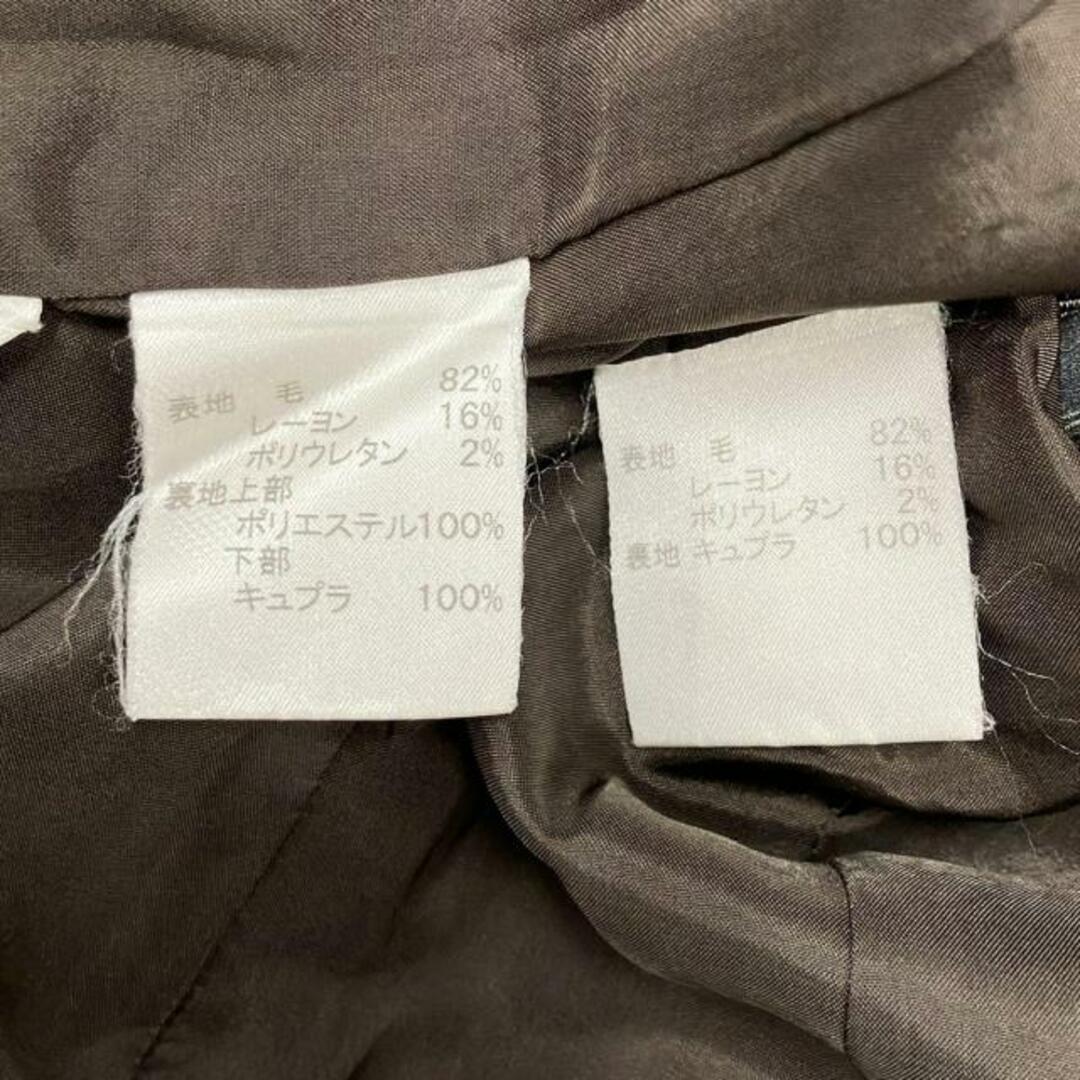 表地 毛 82%
レーヨン 16%
ポリウレタン 2%
裏地上部
ポリエステル100%
下部
キュプラ 100%
表地 毛 82%
レーヨン 16%
ポリウレタン 2%
裏地 キュプラ 100%